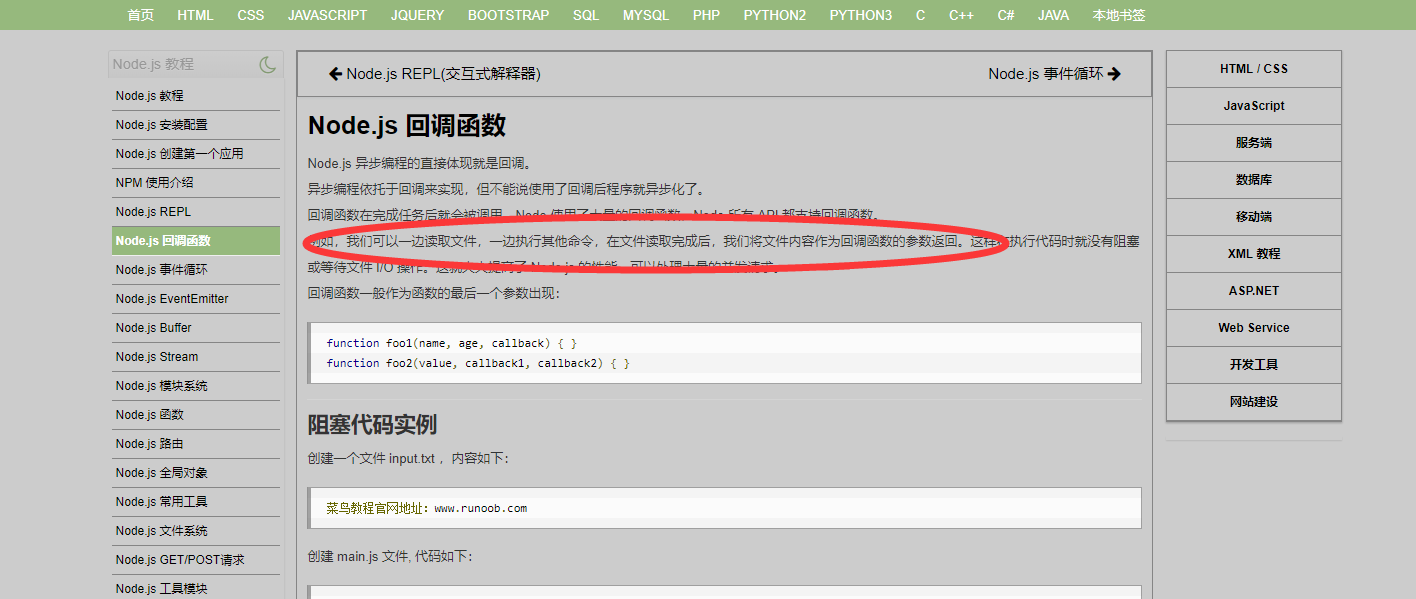 首页 HTML CSS JAVASCRIPT JQUERY BOOTSTRAP SQL MYSQL PHP PYTHON2 PYTHON3 C C++ C# JAVA 本地书签
Node.js 教程
Node.js 教程
Node.js 安装配置
Node.js 创建第一个应用
NPM 使用介绍
Node.js REPL
Node.js 回调函数
Node.js 事件循环
Node.js EventEmitter
Node.js Buffer
Node.js Stream
Node.js 模块系统
Node.js 函数
Node.js 路由
Node.js 全局对象
Node.js 常用工具
Node.js 文件系统
Node.js GET/POST请求
Node.js 工具模块
Node.js REPL(交互式解释器)
Node.js 事件循环
Node.js 回调函数
Node.js 异步编程的直接体现就是回调。
异步编程依托于回调来实现，但不能说使用了回调后程序就异步化了。
回调函数在完成任务后就会被调用，Node 使用了大量的回调函数，Node 所有 API 都支持回调函数。
例如，我们可以一边读取文件，一边执行其他命令，在文件读取完成后，我们将文件内容作为回调函数的参数返回。这样在执行代码时就没有阻塞
或等待文件 I/O 操作。这就大大提高了 Node.js 的性能，可以处理大量的并发请求。
回调函数一般作为函数的最后一个参数出现：
function foo1(name, age, callback) { }
function foo2(value, callback1, callback2) { }
阻塞代码实例
创建一个文件 input.txt ，内容如下：
菜鸟教程官网地址：www.runoob.com
创建 main.js 文件, 代码如下：
HTML / CSS
JavaScript
服务端
数据库
移动端
XML 教程
ASP.NET
Web Service
开发工具
网站建设